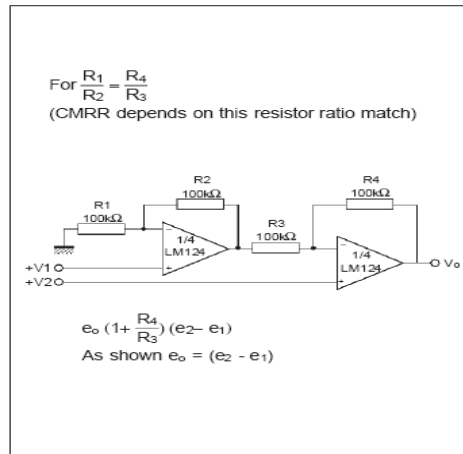 For R1/R2 = R4/R3
(CMRR depends on this resistor ratio match)
R1
100kΩ
R2
100kΩ
R3
100kΩ
R4
100kΩ
1/4
LM124
1/4
LM124
+V1
+V2
Vo
eo (1+ R4/R3) (e2– e1)
As shown eo = (e2 - e1)